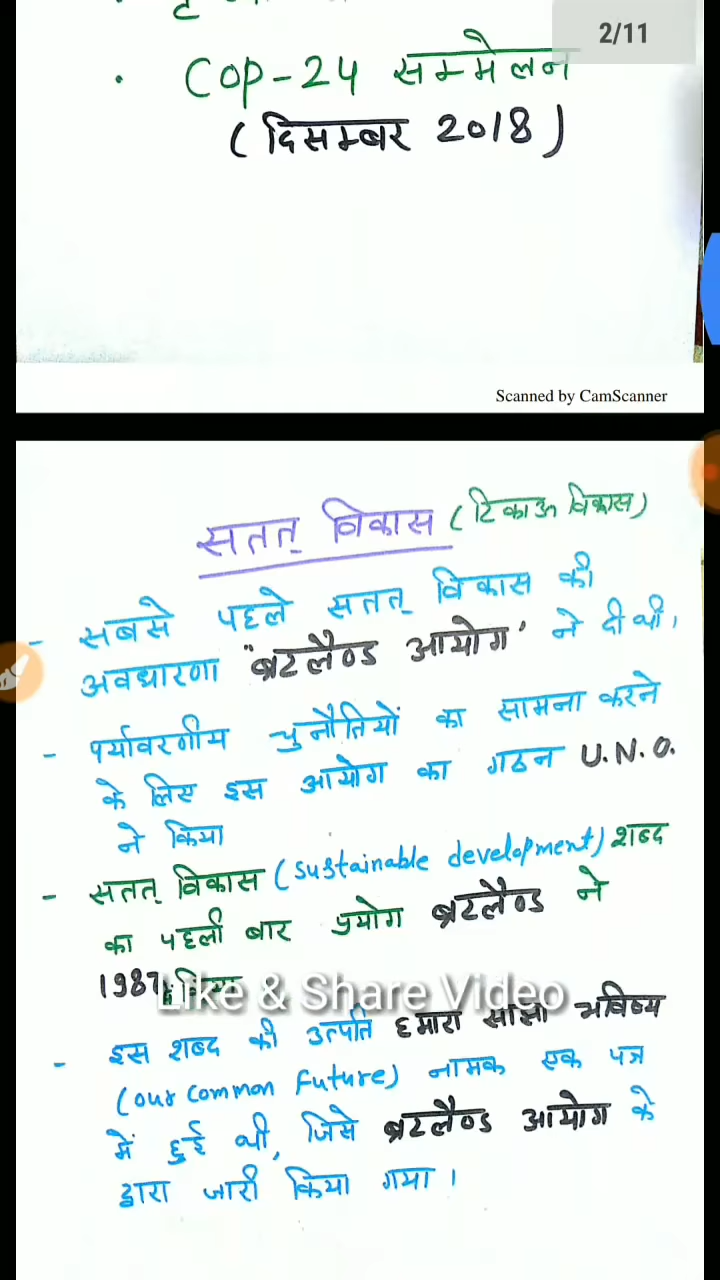 2/11
• COP-24 सम्मेलन
(दिसम्बर 2018)
Scanned by CamScanner
सतत् विकास (टिकाऊ विकास)
- सबसे पहले सतत् विकास की
अवधारणा "ब्रटलैण्ड आयोग" ने दी थी।
- पर्यावरणीय चुनौतियों का सामना करने
के लिए इस आयोग का गठन U.N.O.
ने किया
- सतत् विकास (sustainable development) शब्द
का पहली बार प्रयोग ब्रटलैण्ड ने
1987 में किया
Like & Share Video
- इस शब्द की उत्पति हमारा साझा भविष्य
(our common future) नामक एक पत्र
में हुई थी, जिसे ब्रटलैण्ड आयोग के
द्वारा जारी किया गया।